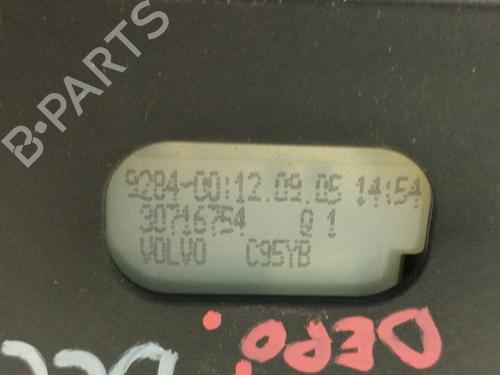 B-PARTS
9284-00:12.09.05 14:54
30716754 Q 1
VOLVO C95YB
DEPO.